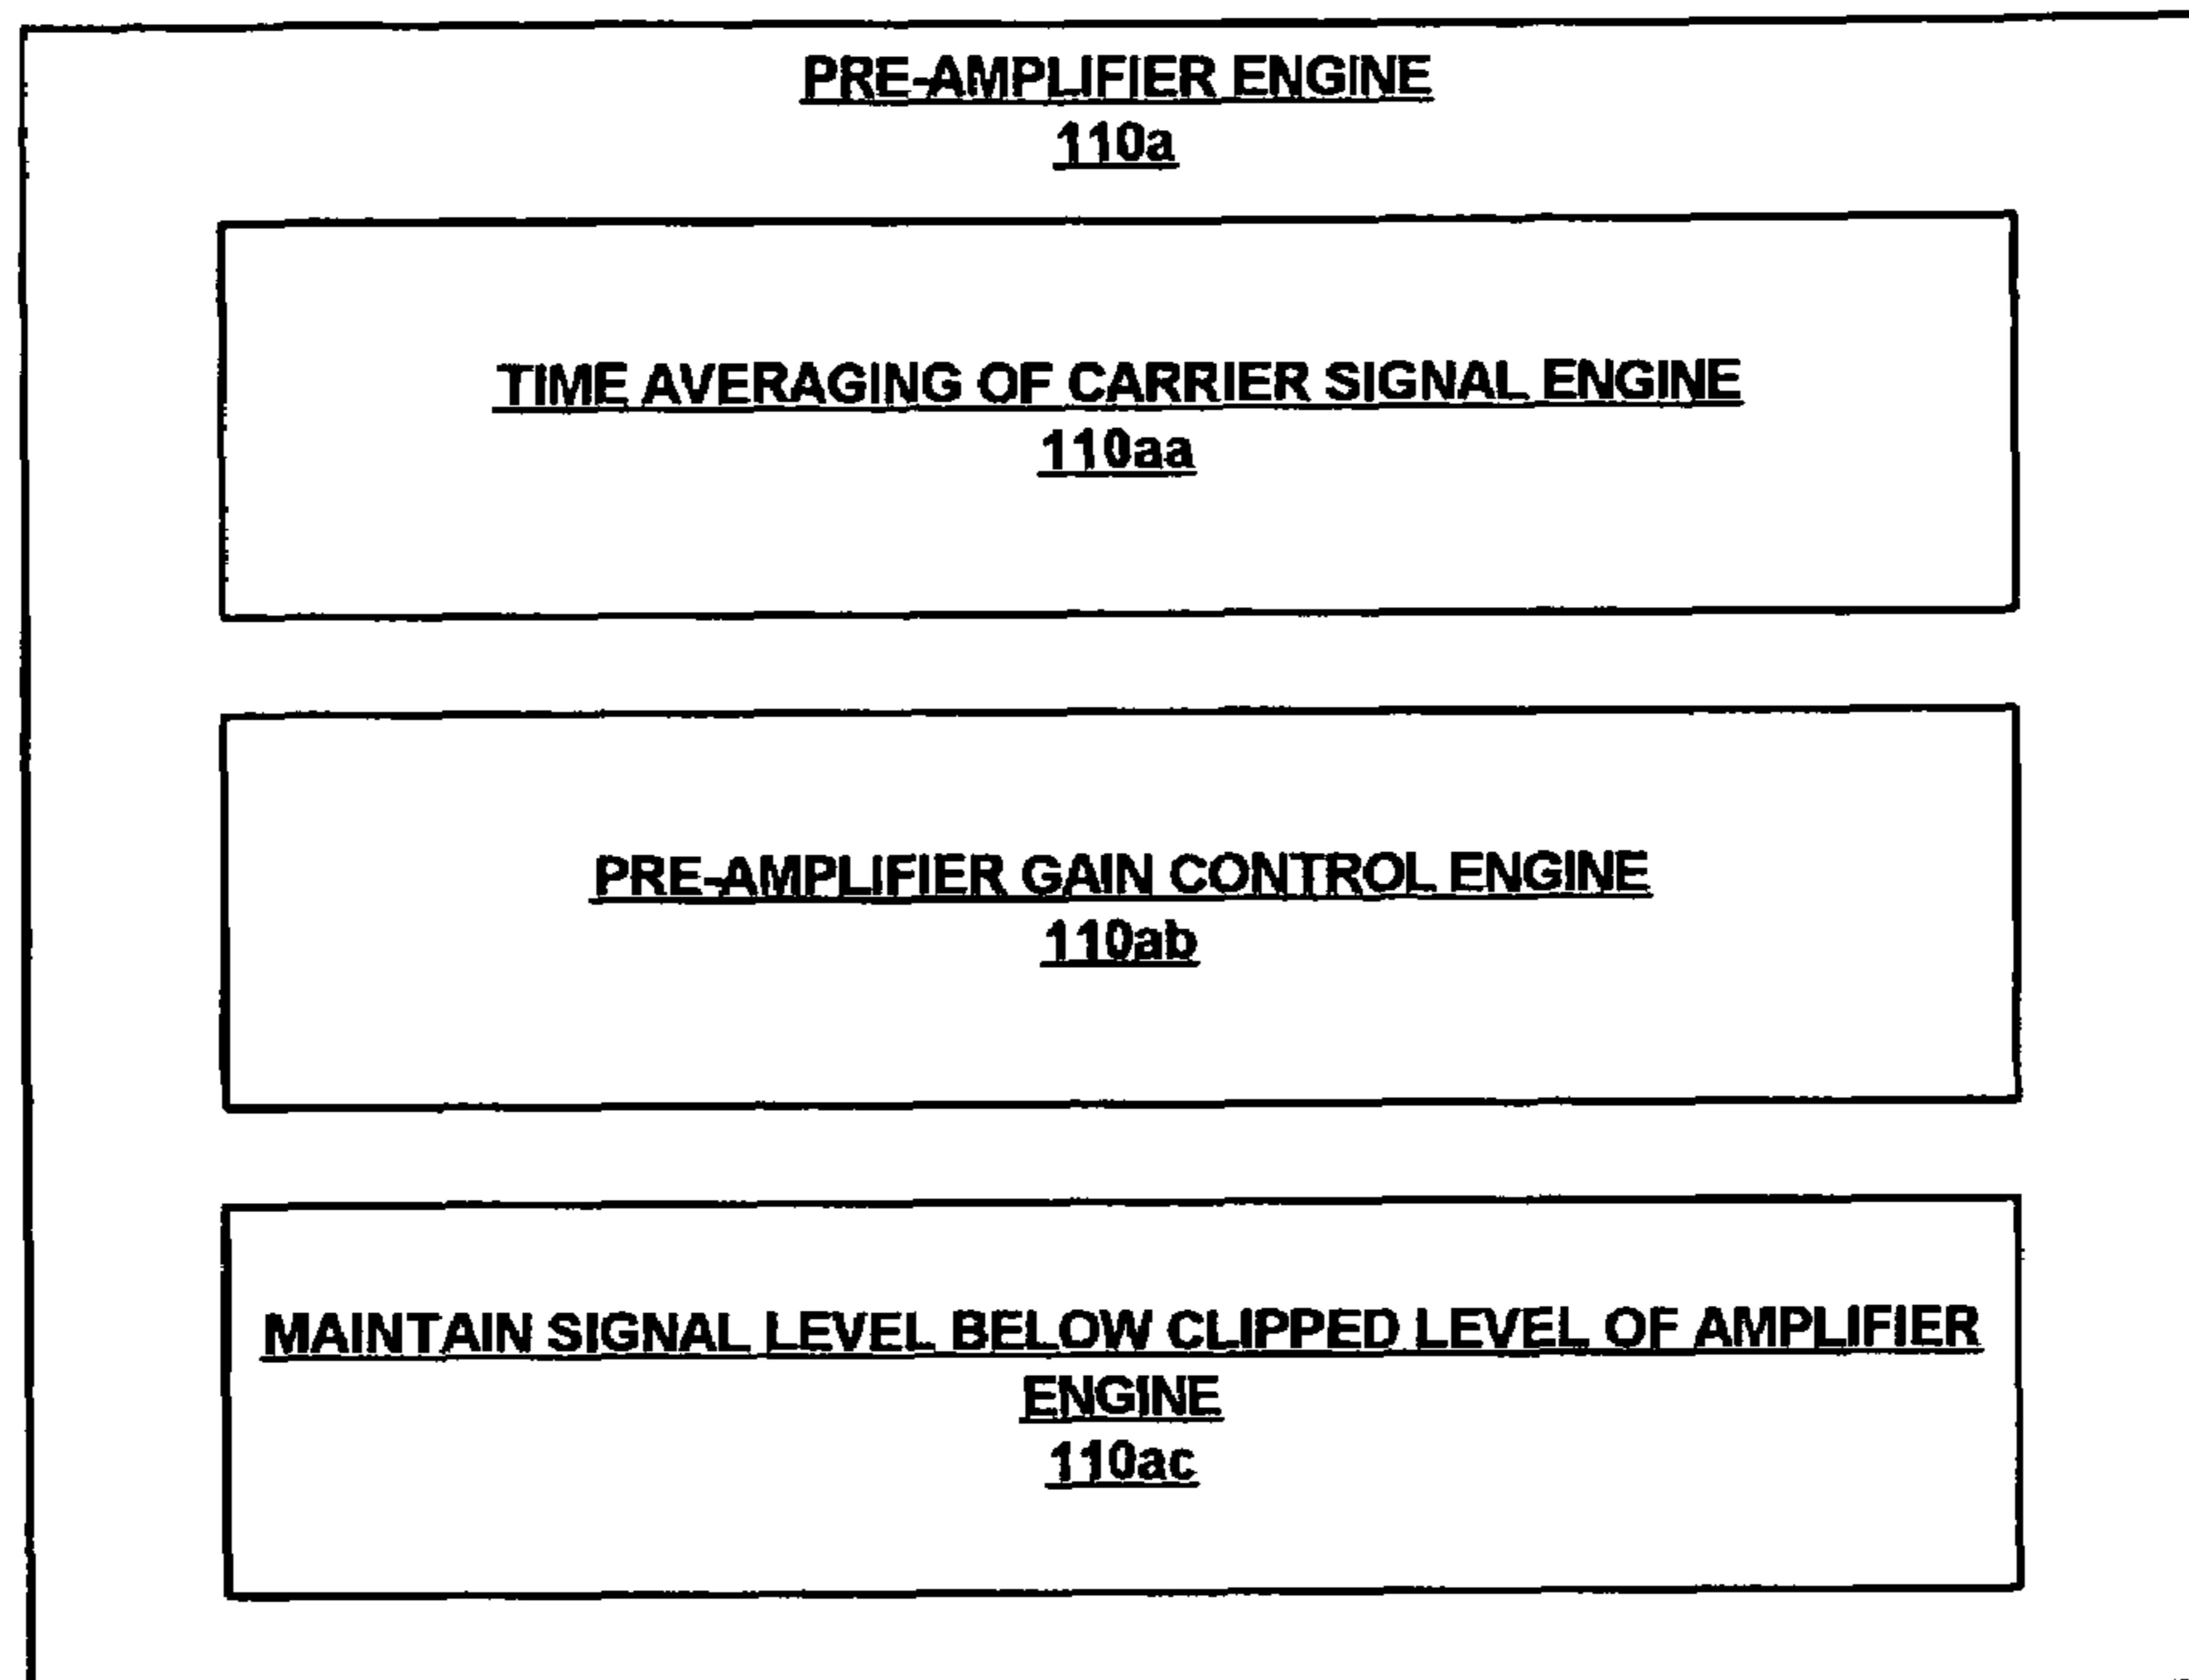 PRE-AMPLIFIER ENGINE
110a
TIME AVERAGING OF CARRIER SIGNAL ENGINE
110aa
PRE-AMPLIFIER GAIN CONTROL ENGINE
110ab
MAINTAIN SIGNAL LEVEL BELOW CLIPPED LEVEL OF AMPLIFIER
ENGINE
110ac